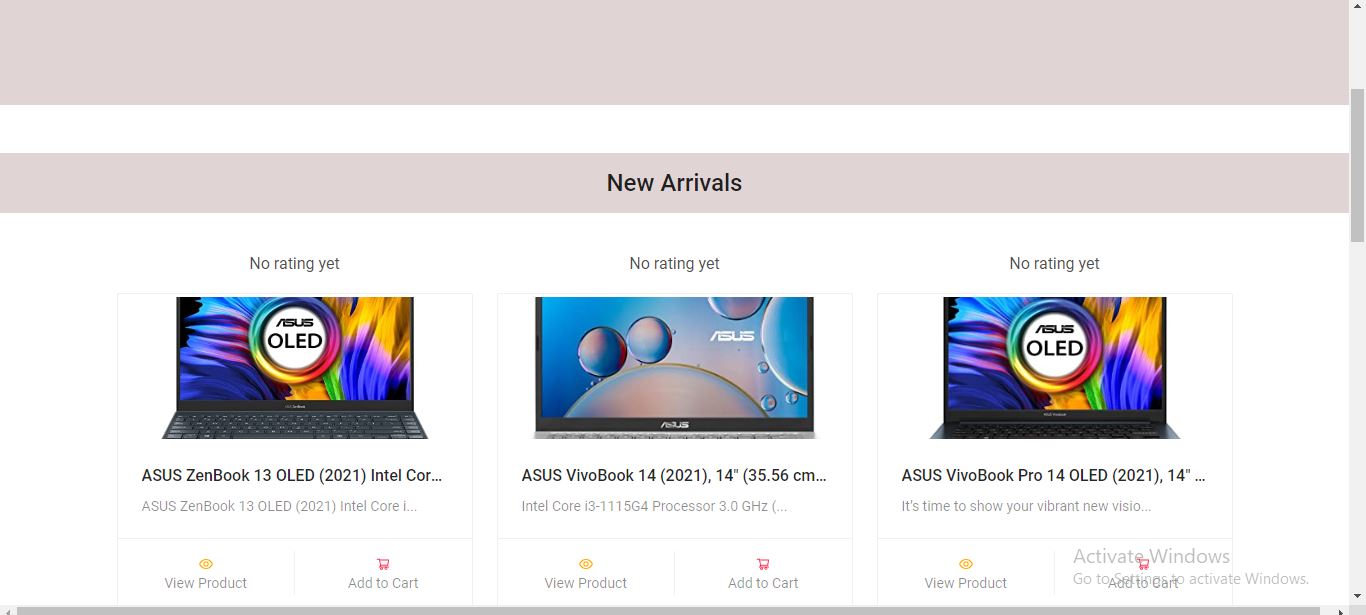 New Arrivals
No rating yet
No rating yet
No rating yet
ASUS
OLED
ASUS
ASUS
ASUS
OLED
ASUS ZenBook 13 OLED (2021) Intel Cor...
ASUS VivoBook 14 (2021), 14" (35.56 cm...
ASUS VivoBook Pro 14 OLED (2021), 14" ...
ASUS ZenBook 13 OLED (2021) Intel Core i...
Intel Core i3-1115G4 Processor 3.0 GHz (...
It's time to show your vibrant new visio...
View Product
Add to Cart
View Product
Add to Cart
View Product
Add to Cart
Activate Windows
Go to Settings to activate Windows.